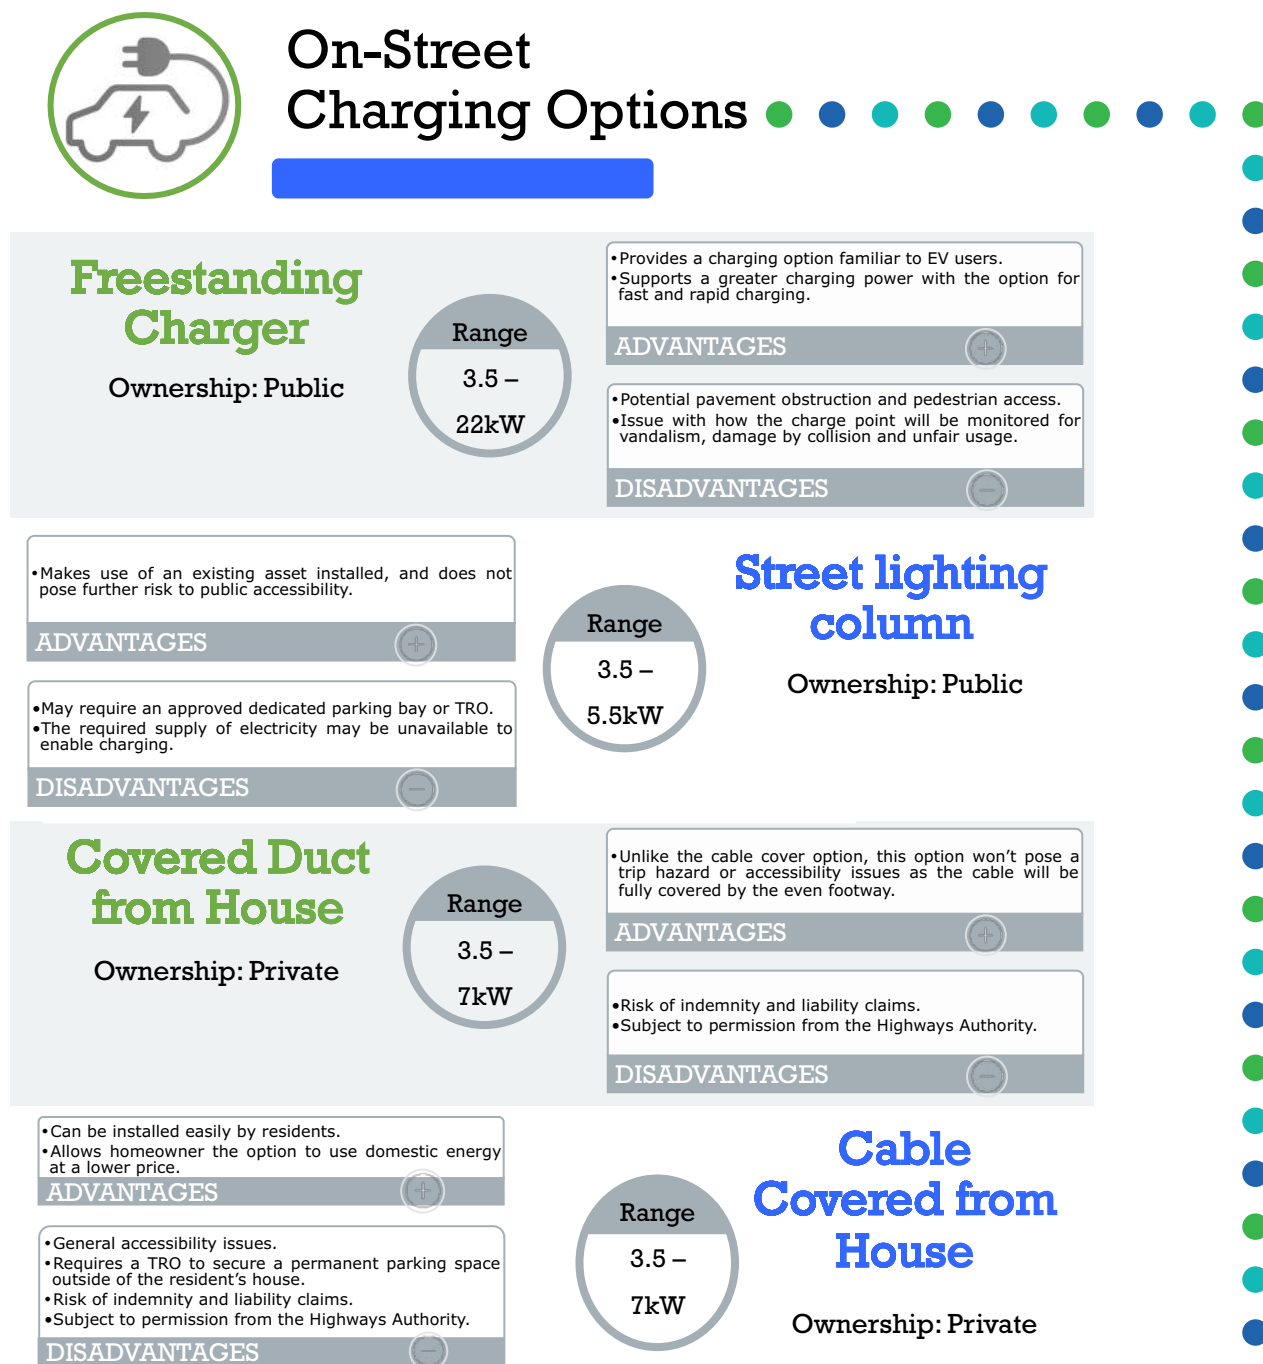 On-Street
Charging Options
Freestanding
Charger
Ownership: Public
Range
3.5 –
22kW
•Provides a charging option familiar to EV users.
•Supports a greater charging power with the option for
fast and rapid charging.
ADVANTAGES
•Potential pavement obstruction and pedestrian access.
•Issue with how the charge point will be monitored for
vandalism, damage by collision and unfair usage.
DISADVANTAGES
•Makes use of an existing asset installed, and does not
pose further risk to public accessibility.
ADVANTAGES
•May require an approved dedicated parking bay or TRO.
•The required supply of electricity may be unavailable to
enable charging.
DISADVANTAGES
Range
3.5 –
5.5kW
Street lighting
column
Ownership: Public
Covered Duct
from House
Ownership: Private
Range
3.5 –
7kW
•Unlike the cable cover option, this option won't pose a
trip hazard or accessibility issues as the cable will be
fully covered by the even footway.
ADVANTAGES
•Risk of indemnity and liability claims.
•Subject to permission from the Highways Authority.
DISADVANTAGES
•Can be installed easily by residents.
•Allows homeowner the option to use domestic energy
at a lower price.
ADVANTAGES
•General accessibility issues.
•Requires a TRO to secure a permanent parking space
outside of the resident's house.
•Risk of indemnity and liability claims.
•Subject to permission from the Highways Authority.
DISADVANTAGES
Range
3.5 –
7kW
Cable
Covered from
House
Ownership: Private